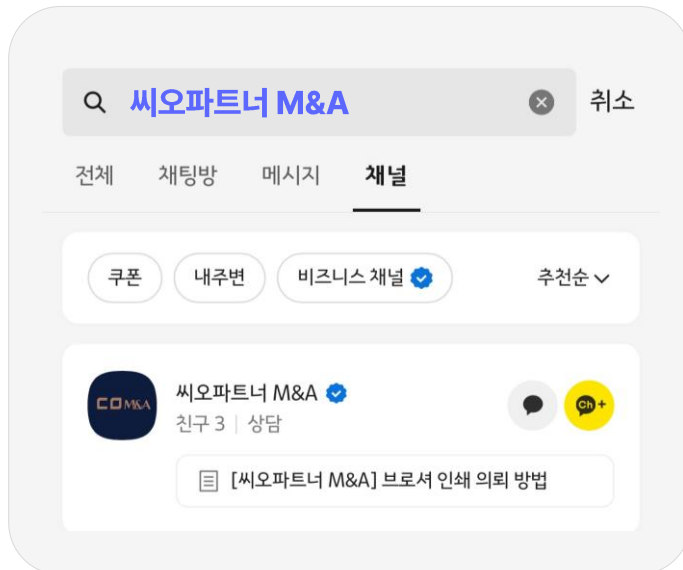 씨오파트너 M&A 취소
전체 채팅방 메시지 채널
쿠폰 내주변 비즈니스 채널 추천순
COM&A
씨오파트너 M&A
Ch+
친구 3 | 상담
[씨오파트너 M&A] 브로셔 인쇄 의뢰 방법